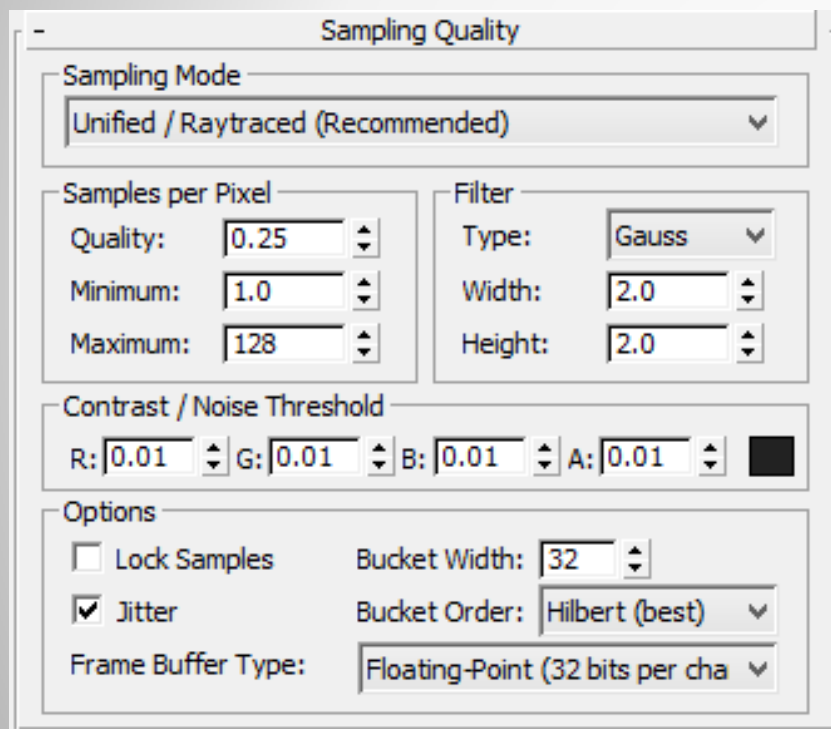 - Sampling Quality
Sampling Mode
Unified / Raytraced (Recommended)
Samples per Pixel
Quality: 0.25
Minimum: 1.0
Maximum: 128
Filter
Type: Gauss
Width: 2.0
Height: 2.0
Contrast / Noise Threshold
R: 0.01 G: 0.01 B: 0.01 A: 0.01
Options
Lock Samples Bucket Width: 32
Jitter Bucket Order: Hilbert (best)
Frame Buffer Type: Floating-Point (32 bits per cha